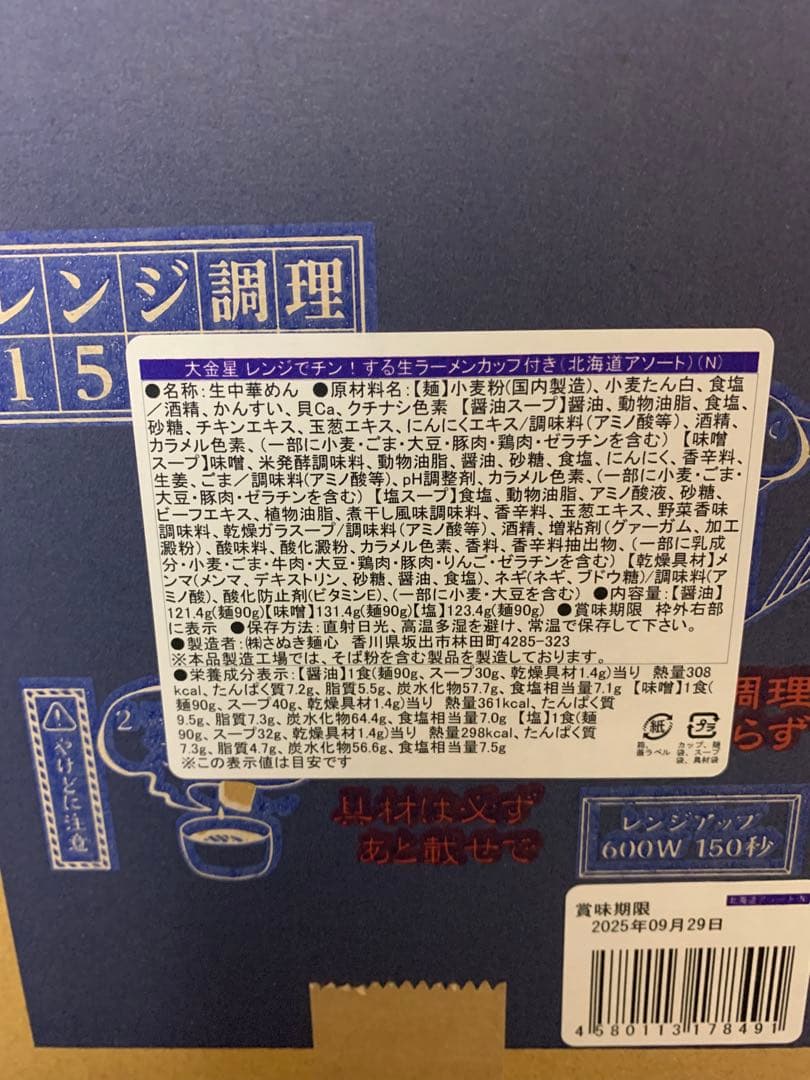 レンジ調理
15
大金星 レンジでチン！する生ラーメンカップ付き(北海道アソート)(N)
●名称：生中華めん ●原材料名：【麺】小麦粉(国内製造)、小麦たん白、食塩
／酒精、かんすい、貝Ca、クチナシ色素 【醤油スープ】醤油、動物油脂、食塩、
砂糖、チキンエキス、玉葱エキス、にんにくエキス/調味料(アミノ酸等)、酒精、
カラメル色素、(一部に小麦・ごま・大豆・豚肉・鶏肉・ゼラチンを含む) 【味噌
スープ】味噌、米発酵調味料、動物油脂、醤油、砂糖、食塩、にんにく、香辛料、
生姜、ごま／調味料(アミノ酸等)、pH調整剤、カラメル色素、(一部に小麦・ごま・
大豆・豚肉・ゼラチンを含む) 【塩スープ】食塩、動物油脂、アミノ酸液、砂糖、
ビーフエキス、植物油脂、煮干し風味調味料、香辛料、玉葱エキス、野菜香味
調味料、乾燥ガラスープ/調味料(アミノ酸等)、酒精、増粘剤(グァーガム、加工
澱粉)、酸味料、酸化澱粉、カラメル色素、香料、香辛料抽出物、(一部に乳成
分・小麦・ごま・牛肉・大豆・鶏肉・豚肉・りんご・ゼラチンを含む) 【乾燥具材】メ
ンマ(メンマ、デキストリン、砂糖、醤油、食塩)、ネギ(ネギ、ブドウ糖)/調味料(ア
ミノ酸)、酸化防止剤(ビタミンE)、(一部に小麦・大豆を含む) ●内容量：【醤油】
121.4g(麺90g)【味噌】131.4g(麺90g)【塩】123.4g(麺90g) ●賞味期限 枠外右部
に表示 ●保存方法：直射日光、高温多湿を避け、常温で保存して下さい。
●製造者：㈱さぬき麺心 香川県坂出市林田町4285-323
※本品製造工場では、そば粉を含む製品を製造しております。
●栄養成分表示：【醤油】1食(麺90g、スープ30g、乾燥具材1.4g)当り 熱量308
kcal、たんぱく質7.2g、脂質5.5g、炭水化物57.7g、食塩相当量7.1g 【味噌】1食(
麺90g、スープ40g、乾燥具材1.4g)当り 熱量361kcal、たんぱく質
9.5g、脂質7.3g、炭水化物64.4g、食塩相当量7.0g 【塩】1食(麺
90g、スープ32g、乾燥具材1.4g)当り 熱量298kcal、たんぱく質
7.3g、脂質4.7g、炭水化物56.6g、食塩相当量7.5g
※この表示値は目安です
紙
プラ
箱、
カップ、麺
袋、スープ
袋、具材袋
調理
らず
2
やけどに注意
具材は必ず
あと載せで
レンジアップ
600W 150秒
北海道アソートN
賞味期限
2025年09月29日
4580113178491